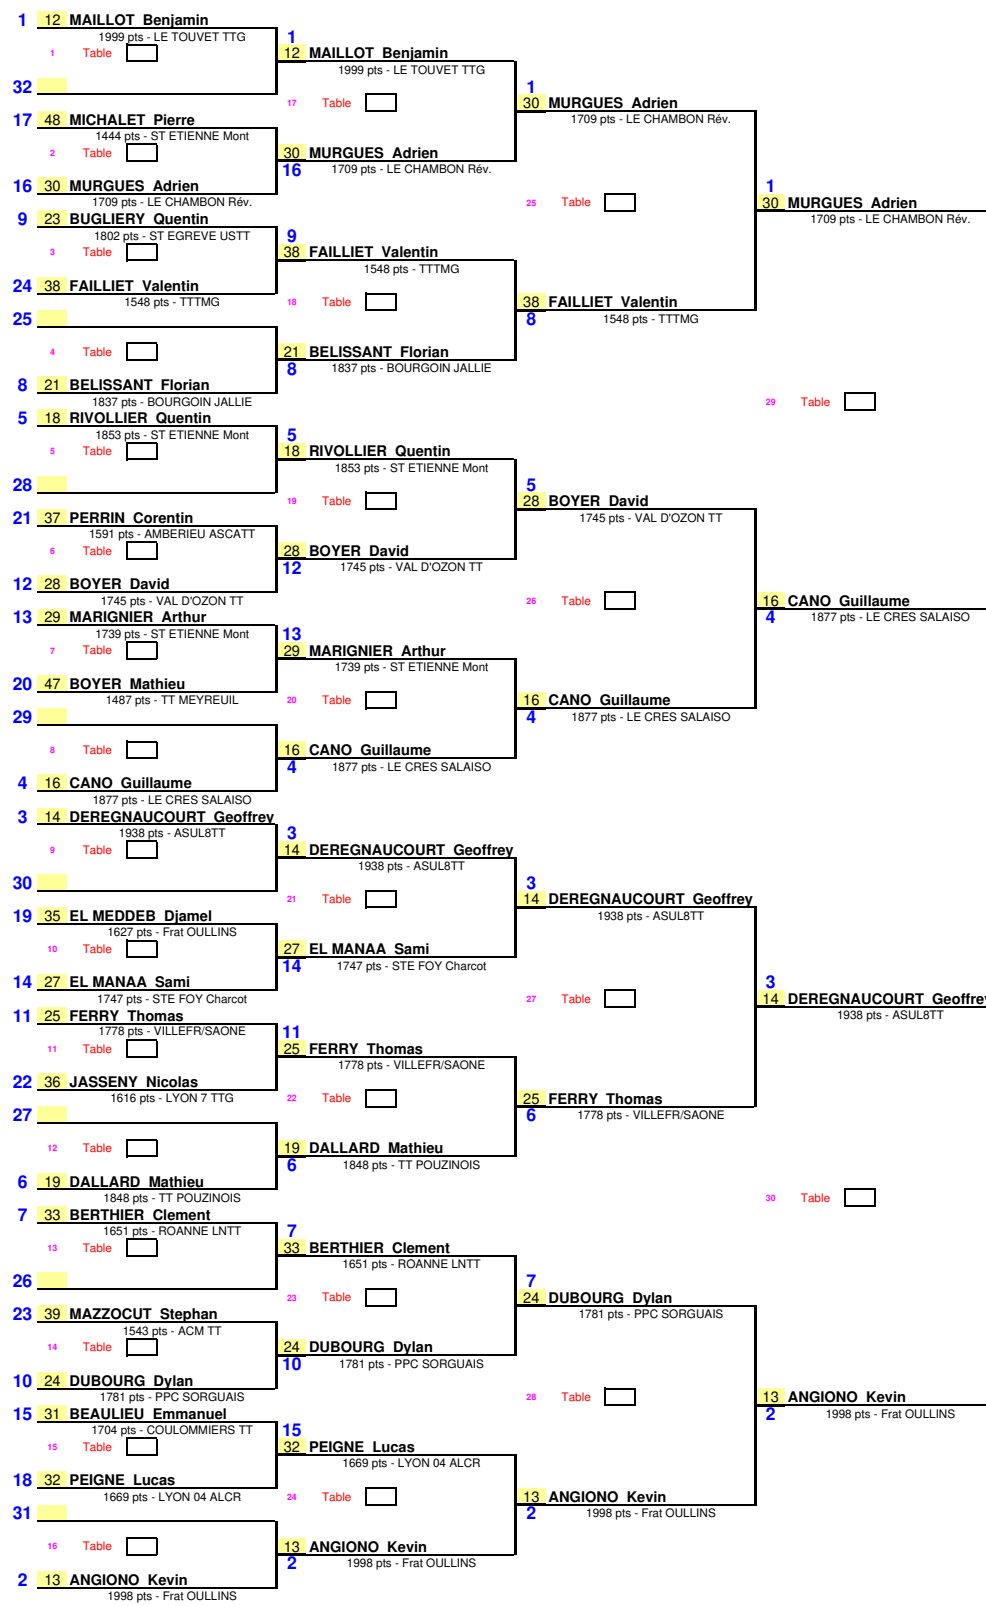 1 12 MAILLOT Benjamin
1999 pts - LE TOUVET TTG
1 Table
32
17 48 MICHALET Pierre
1444 pts - ST ETIENNE Mont
2 Table
16 30 MURGUES Adrien
1709 pts - LE CHAMBON Rév.
9 23 BUGLIERY Quentin
1802 pts - ST EGREVE USTT
3 Table
24 38 FAILLIET Valentin
1548 pts - TTTMG
25
4 Table
8 21 BELISSANT Florian
1837 pts - BOURGOIN JALLIE
5 18 RIVOLLIER Quentin
1853 pts - ST ETIENNE Mont
5 Table
28
21 37 PERRIN Corentin
1591 pts - AMBERIEU ASCATT
6 Table
12 28 BOYER David
1745 pts - VAL D'OZON TT
13 29 MARIGNIER Arthur
1739 pts - ST ETIENNE Mont
7 Table
20 47 BOYER Mathieu
1487 pts - TT MEYREUIL
29
8 Table
4 16 CANO Guillaume
1877 pts - LE CRES SALAISO
3 14 DEREGNAUCOURT Geoffrey
1938 pts - ASUL8TT
9 Table
30
19 35 EL MEDDEB Djamel
1627 pts - Frat OULLINS
10 Table
14 27 EL MANAA Sami
1747 pts - STE FOY Charcot
11 25 FERRY Thomas
1778 pts - VILLEFR/SAONE
11 Table
22 36 JASSENY Nicolas
1616 pts - LYON 7 TTG
27
12 Table
6 19 DALLARD Mathieu
1848 pts - TT POUZINOIS
7 33 BERTHIER Clement
1651 pts - ROANNE LNTT
13 Table
26
23 39 MAZZOCUT Stephan
1543 pts - ACM TT
14 Table
10 24 DUBOURG Dylan
1781 pts - PPC SORGUAIS
15 31 BEAULIEU Emmanuel
1704 pts - COULOMMIERS TT
15 Table
18 32 PEIGNE Lucas
1669 pts - LYON 04 ALCR
31
16 Table
2 13 ANGIONO Kevin
1998 pts - Frat OULLINS
1
12 MAILLOT Benjamin
1999 pts - LE TOUVET TTG
17 Table
30 MURGUES Adrien
16 1709 pts - LE CHAMBON Rév.
9
38 FAILLIET Valentin
1548 pts - TTTMG
18 Table
21 BELISSANT Florian
8 1837 pts - BOURGOIN JALLIE
5
18 RIVOLLIER Quentin
1853 pts - ST ETIENNE Mont
19 Table
28 BOYER David
12 1745 pts - VAL D'OZON TT
13
29 MARIGNIER Arthur
1739 pts - ST ETIENNE Mont
20 Table
16 CANO Guillaume
4 1877 pts - LE CRES SALAISO
3
14 DEREGNAUCOURT Geoffrey
1938 pts - ASUL8TT
21 Table
27 EL MANAA Sami
14 1747 pts - STE FOY Charcot
11
25 FERRY Thomas
1778 pts - VILLEFR/SAONE
22 Table
19 DALLARD Mathieu
6 1848 pts - TT POUZINOIS
7
33 BERTHIER Clement
1651 pts - ROANNE LNTT
23 Table
24 DUBOURG Dylan
10 1781 pts - PPC SORGUAIS
15
32 PEIGNE Lucas
1669 pts - LYON 04 ALCR
24 Table
13 ANGIONO Kevin
2 1998 pts - Frat OULLINS
1
30 MURGUES Adrien
1709 pts - LE CHAMBON Rév.
25 Table
38 FAILLIET Valentin
8 1548 pts - TTTMG
5
28 BOYER David
1745 pts - VAL D'OZON TT
26 Table
16 CANO Guillaume
4 1877 pts - LE CRES SALAISO
3
14 DEREGNAUCOURT Geoffrey
1938 pts - ASUL8TT
27 Table
25 FERRY Thomas
6 1778 pts - VILLEFR/SAONE
7
24 DUBOURG Dylan
1781 pts - PPC SORGUAIS
28 Table
13 ANGIONO Kevin
2 1998 pts - Frat OULLINS
1
30 MURGUES Adrien
1709 pts - LE CHAMBON Rév.
29 Table
16 CANO Guillaume
4 1877 pts - LE CRES SALAISO
3
14 DEREGNAUCOURT Geoffrey
1938 pts - ASUL8TT
30 Table
13 ANGIONO Kevin
2 1998 pts - Frat OULLINS